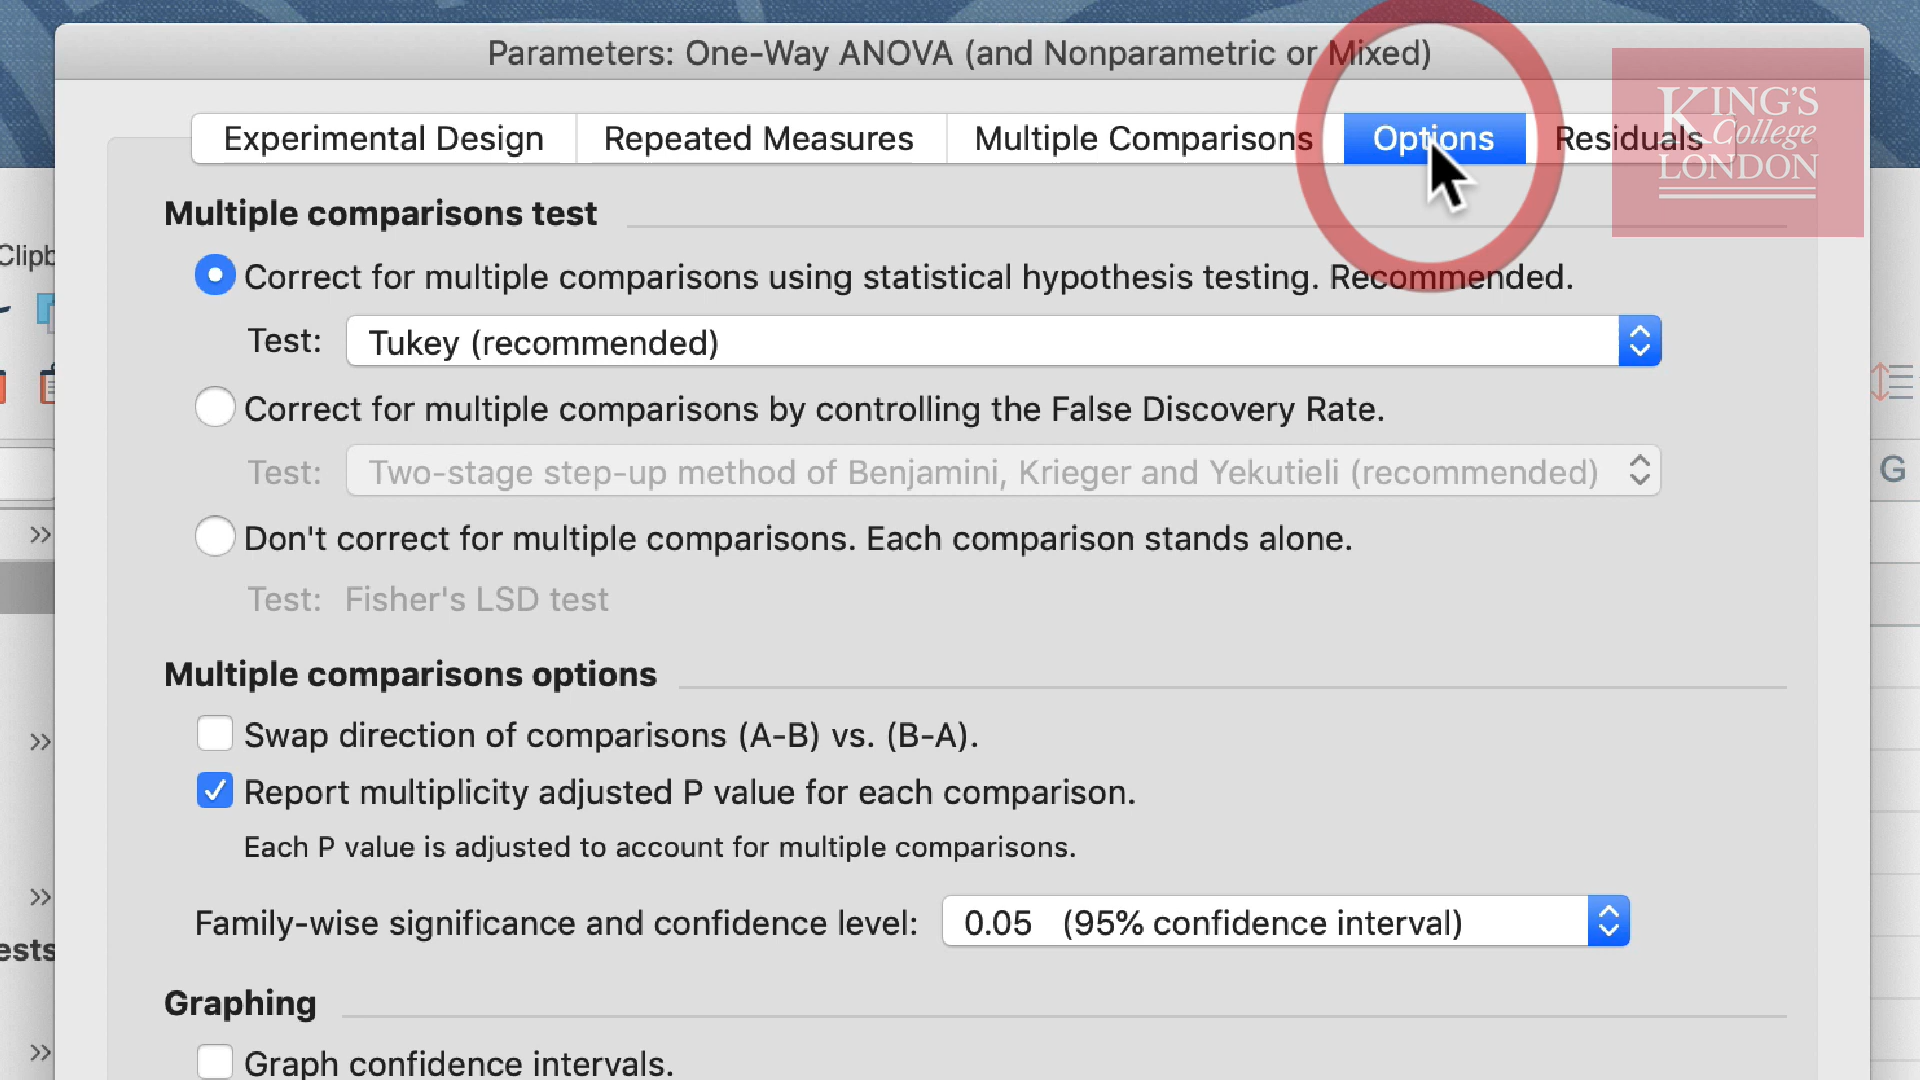 Parameters: One-Way ANOVA (and Nonparametric or Mixed)
Experimental Design
Repeated Measures
Multiple Comparisons
Options
Residuals
KING'S
College
LONDON
Multiple comparisons test
Correct for multiple comparisons using statistical hypothesis testing. Recommended.
Test: Tukey (recommended)
Correct for multiple comparisons by controlling the False Discovery Rate.
Test: Two-stage step-up method of Benjamini, Krieger and Yekutieli (recommended)
Don't correct for multiple comparisons. Each comparison stands alone.
Test: Fisher's LSD test
Multiple comparisons options
Swap direction of comparisons (A-B) vs. (B-A).
Report multiplicity adjusted P value for each comparison.
Each P value is adjusted to account for multiple comparisons.
Family-wise significance and confidence level: 0.05 (95% confidence interval)
Graphing
Graph confidence intervals.
Clipb
ests
G